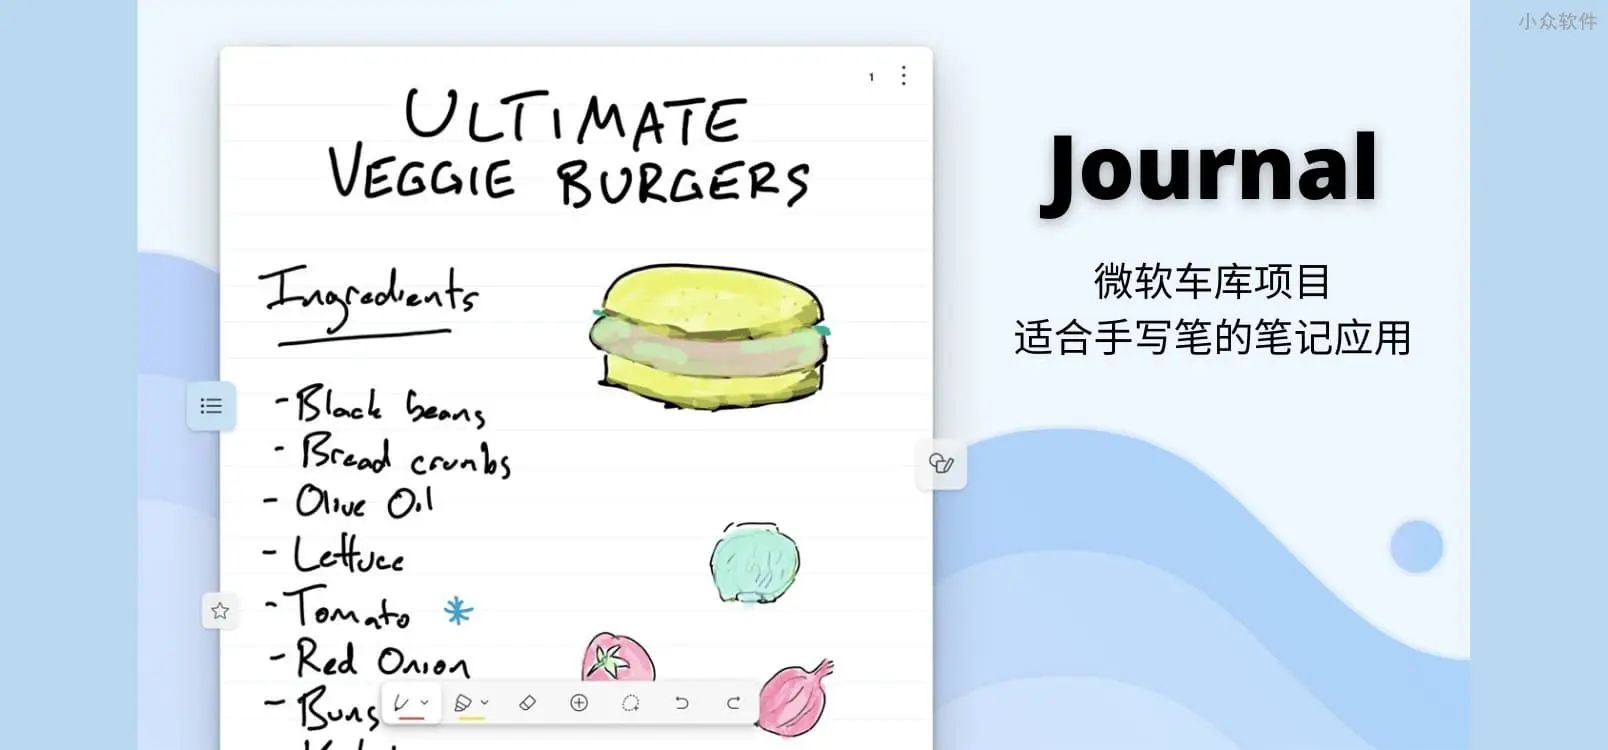 小众软件
1
ULTIMATE
VEGGIE BURGERS
Ingredients
- Black beans
- Bread crumbs
- Olive Oil
- Lettuce
- Tomato *
- Red Onion
- Buns
Journal
微软车库项目
适合手写笔的笔记应用